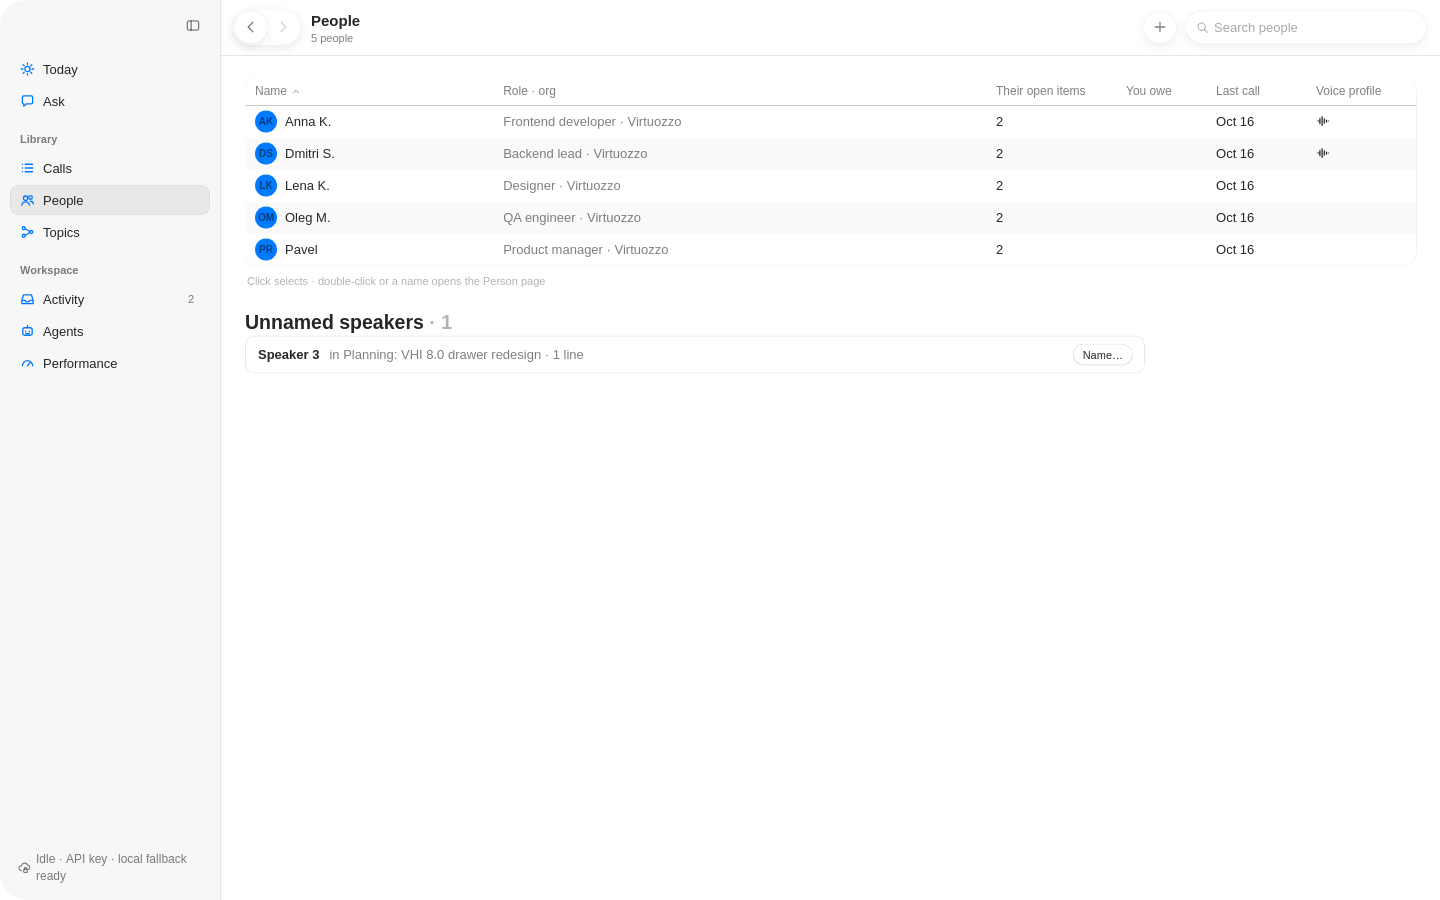 People
5 people
Search people
Today
Ask
Library
Calls
People
Topics
Workspace
Activity 2
Agents
Performance
Idle · API key · local fallback
ready
Name Role · org Their open items You owe Last call Voice profile
AK Anna K. Frontend developer · Virtuozzo 2 Oct 16
DS Dmitri S. Backend lead · Virtuozzo 2 Oct 16
LK Lena K. Designer · Virtuozzo 2 Oct 16
OM Oleg M. QA engineer · Virtuozzo 2 Oct 16
PR Pavel Product manager · Virtuozzo 2 Oct 16
Click selects · double-click or a name opens the Person page
Unnamed speakers · 1
Speaker 3 in Planning: VHI 8.0 drawer redesign · 1 line Name…